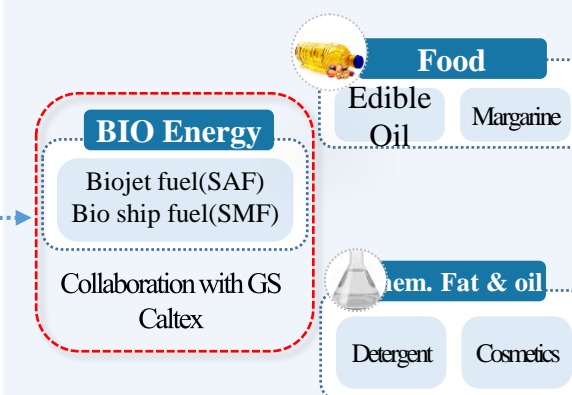 Food
Edible
Oil
Margarine
BIO Energy
Biojet fuel(SAF)
Bio ship fuel(SMF)
Collaboration with GS
Caltex
hem. Fat & oil
Detergent
Cosmetics